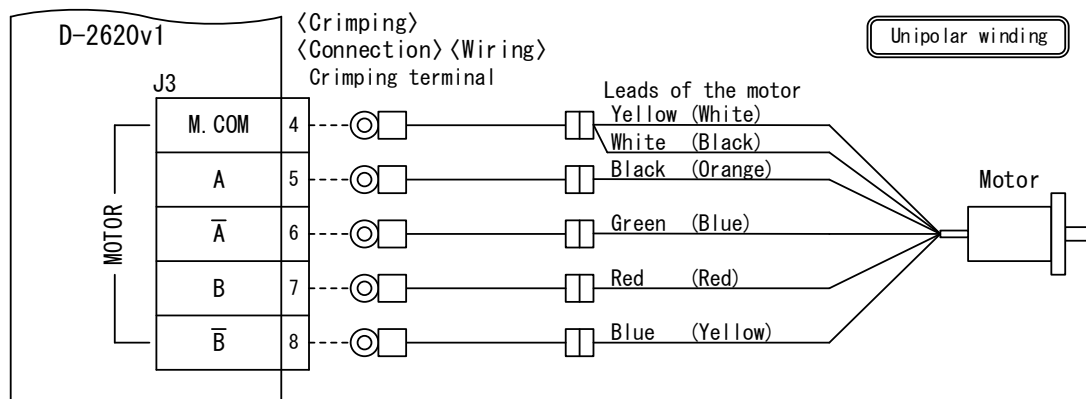 D-2620v1
〈Crimping〉
〈Connection〉〈Wiring〉
Crimping terminal
Unipolar winding
J3
Leads of the motor
MOTOR
M. COM 4 Yellow (White)
White (Black)
A 5 Black (Orange)
A̅ 6 Green (Blue)
B 7 Red (Red)
B̅ 8 Blue (Yellow)
Motor